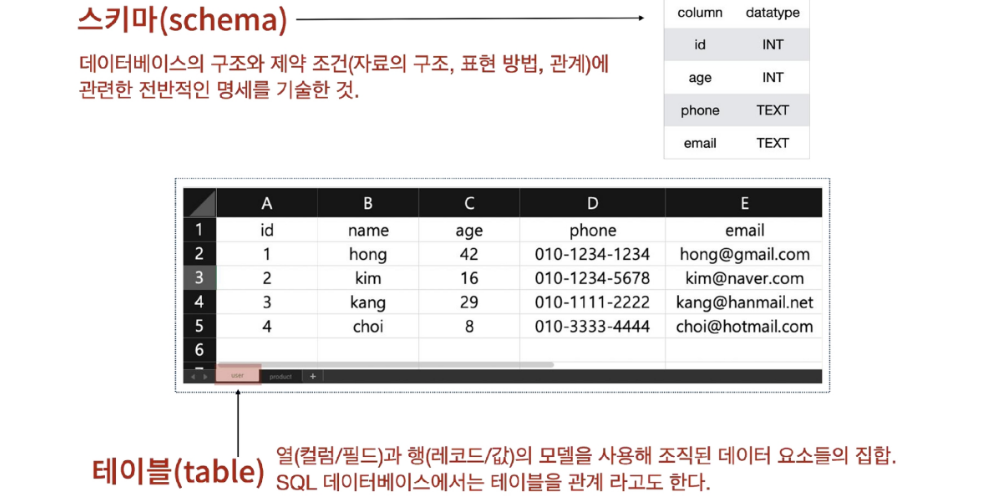 스키마(schema)
column datatype
id INT
age INT
phone TEXT
email TEXT
데이터베이스의 구조와 제약 조건(자료의 구조, 표현 방법, 관계)에
관련한 전반적인 명세를 기술한 것.
A B C D E
1 id name age phone email
2 1 hong 42 010-1234-1234 hong@gmail.com
3 2 kim 16 010-1234-5678 kim@naver.com
4 3 kang 29 010-1111-2222 kang@hanmail.net
5 4 choi 8 010-3333-4444 choi@hotmail.com
6
user product +
테이블(table)
열(컬럼/필드)과 행(레코드/값)의 모델을 사용해 조직된 데이터 요소들의 집합.
SQL 데이터베이스에서는 테이블을 관계 라고도 한다.